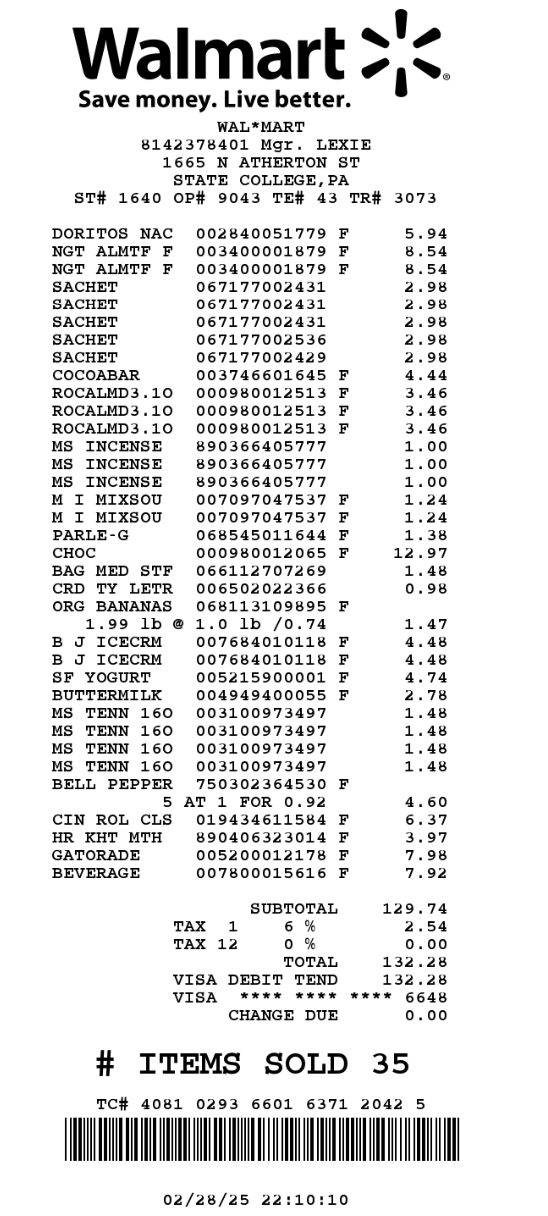 Walmart
Save money. Live better.
WAL*MART
8142378401 Mgr. LEXIE
1665 N ATHERTON ST
STATE COLLEGE,PA
ST# 1640 OP# 9043 TE# 43 TR# 3073
DORITOS NAC 002840051779 F 5.94
NGT ALMTF F 003400001879 F 8.54
NGT ALMTF F 003400001879 F 8.54
SACHET 067177002431 2.98
SACHET 067177002431 2.98
SACHET 067177002431 2.98
SACHET 067177002536 2.98
SACHET 067177002429 2.98
COCOABAR 003746601645 F 4.44
ROCALMD3.1O 000980012513 F 3.46
ROCALMD3.1O 000980012513 F 3.46
ROCALMD3.1O 000980012513 F 3.46
MS INCENSE 890366405777 1.00
MS INCENSE 890366405777 1.00
MS INCENSE 890366405777 1.00
M I MIXSOU 007097047537 F 1.24
M I MIXSOU 007097047537 F 1.24
PARLE-G 068545011644 F 1.38
CHOC 000980012065 F 12.97
BAG MED STF 066112707269 1.48
CRD TY LETR 006502022366 0.98
ORG BANANAS 068113109895 F
1.99 lb @ 1.0 lb /0.74 1.47
B J ICECRM 007684010118 F 4.48
B J ICECRM 007684010118 F 4.48
SF YOGURT 005215900001 F 4.74
BUTTERMILK 004949400055 F 2.78
MS TENN 16O 003100973497 1.48
MS TENN 16O 003100973497 1.48
MS TENN 16O 003100973497 1.48
MS TENN 16O 003100973497 1.48
BELL PEPPER 750302364530 F
5 AT 1 FOR 0.92 4.60
CIN ROL CLS 019434611584 F 6.37
HR KHT MTH 890406323014 F 3.97
GATORADE 005200012178 F 7.98
BEVERAGE 007800015616 F 7.92
SUBTOTAL 129.74
TAX 1 6 % 2.54
TAX 12 0 % 0.00
TOTAL 132.28
VISA DEBIT TEND 132.28
VISA **** **** **** 6648
CHANGE DUE 0.00
# ITEMS SOLD 35
TC# 4081 0293 6601 6371 2042 5
02/28/25 22:10:10